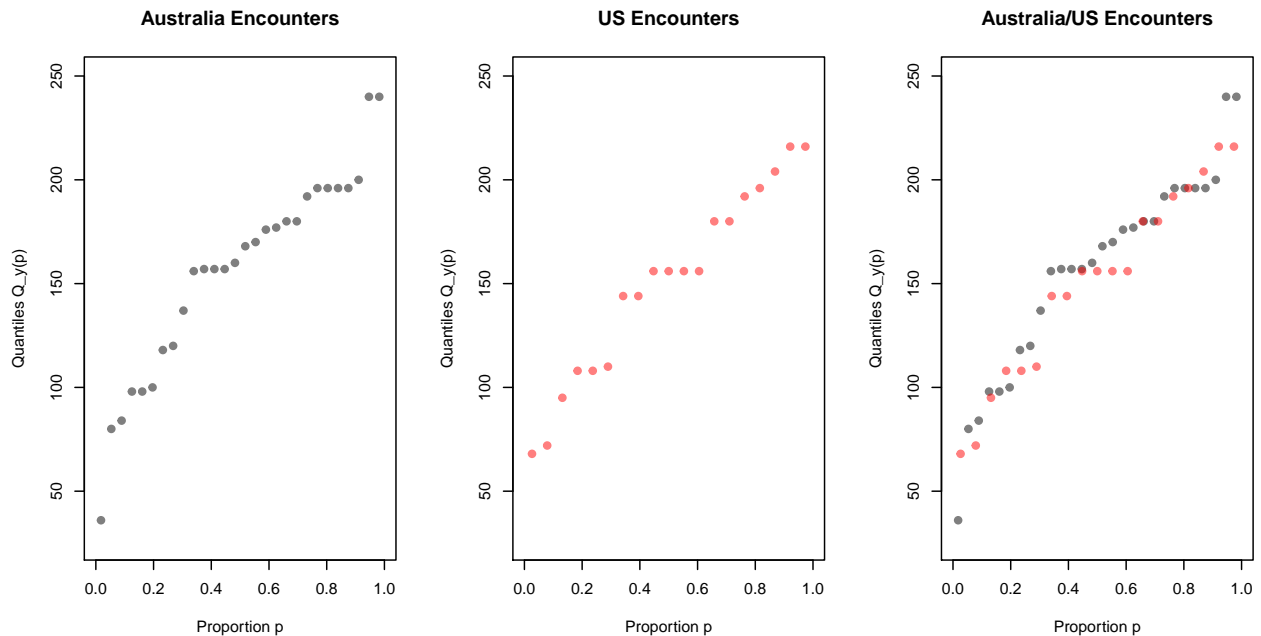 Australia Encounters
Quantiles Q_y(p)
250
200
150
100
50
0.0 0.2 0.4 0.6 0.8 1.0
Proportion p
US Encounters
Quantiles Q_y(p)
250
200
150
100
50
0.0 0.2 0.4 0.6 0.8 1.0
Proportion p
Australia/US Encounters
Quantiles Q_y(p)
250
200
150
100
50
0.0 0.2 0.4 0.6 0.8 1.0
Proportion p